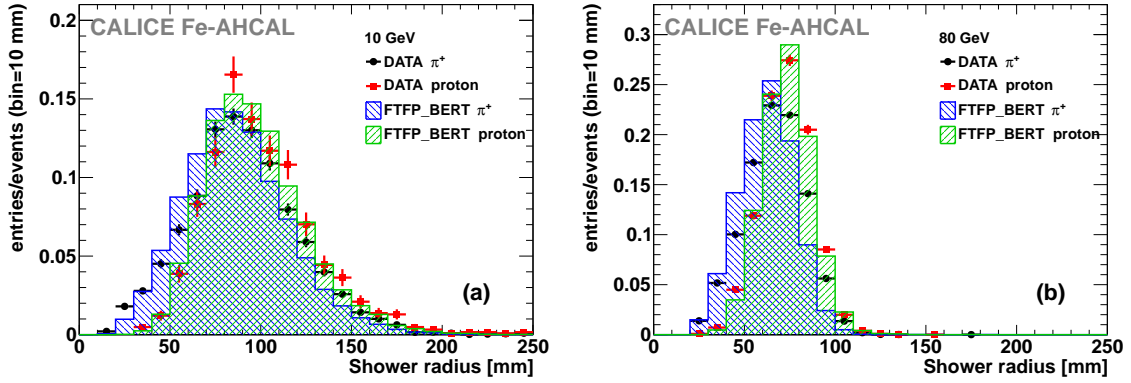 CALICE Fe-AHCAL
10 GeV
DATA π+
DATA proton
FTFP_BERT π+
FTFP_BERT proton
(a)
entries/events (bin=10 mm)
0.2
0.15
0.1
0.05
0
0 50 100 150 200 250
Shower radius [mm]
CALICE Fe-AHCAL
80 GeV
DATA π+
DATA proton
FTFP_BERT π+
FTFP_BERT proton
(b)
entries/events (bin=10 mm)
0.3
0.25
0.2
0.15
0.1
0.05
0
0 50 100 150 200 250
Shower radius [mm]